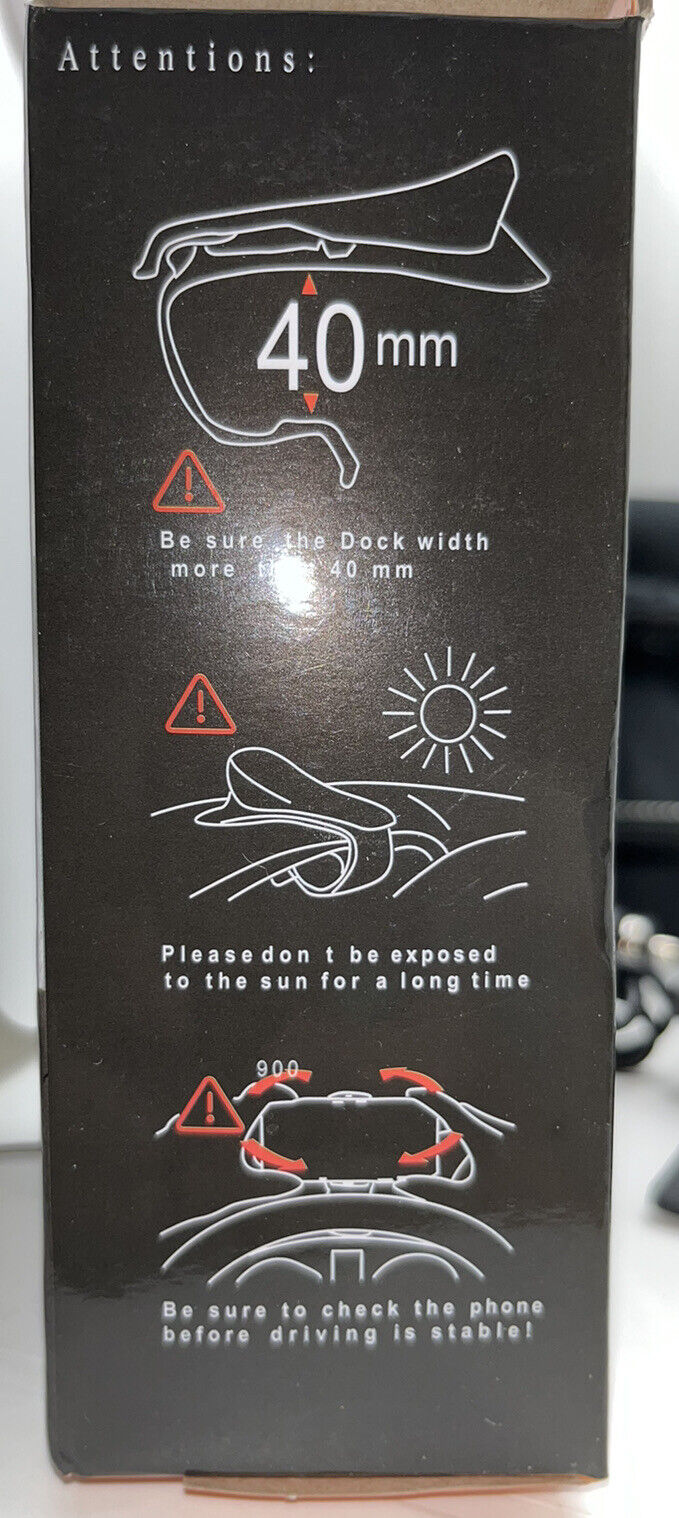 Attentions:
40mm
Be sure the Dock width
more 40 mm
Please don t be exposed
to the sun for a long time
900
Be sure to check the phone
before driving is stable!